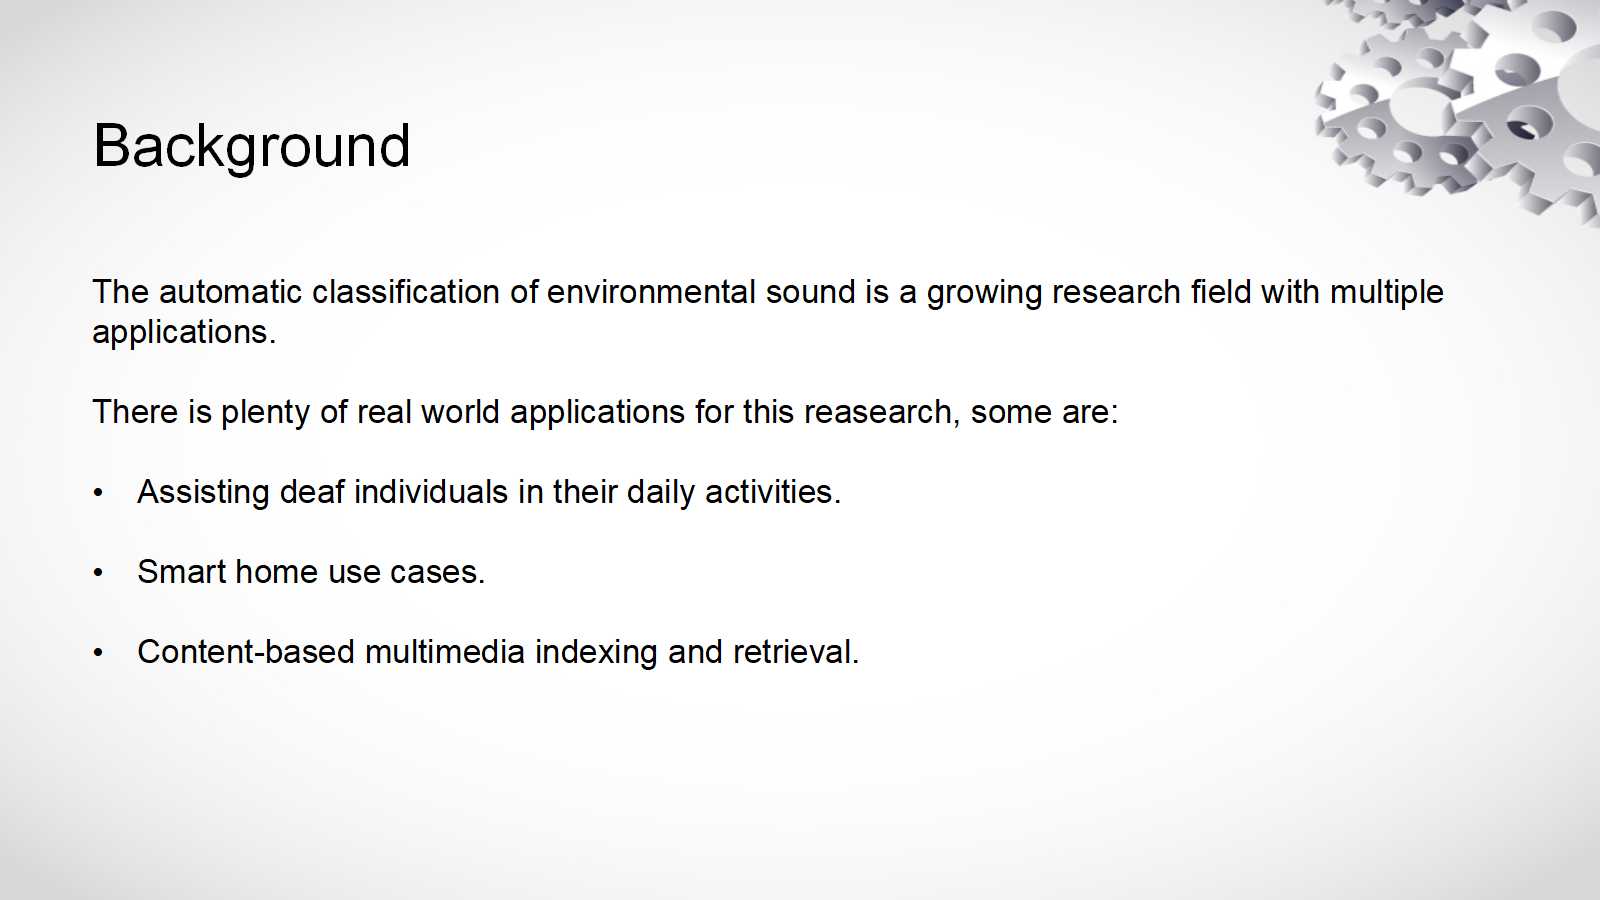 Background
The automatic classification of environmental sound is a growing research field with multiple
applications.
There is plenty of real world applications for this reasearch, some are:
• Assisting deaf individuals in their daily activities.
• Smart home use cases.
• Content-based multimedia indexing and retrieval.